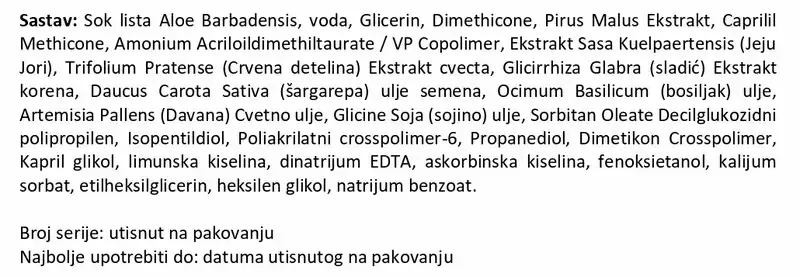 Sastav: Sok lista Aloe Barbadensis, voda, Glicerin, Dimethicone, Pirus Malus Ekstrakt, Caprilil
Methicone, Amonium Acriloildimethiltaurate / VP Copolimer, Ekstrakt Sasa Kuelpaertensis (Jeju
Jori), Trifolium Pratense (Crvena detelina) Ekstrakt cvecta, Glicirrhiza Glabra (sladić) Ekstrakt
korena, Daucus Carota Sativa (šargarepa) ulje semena, Ocimum Basilicum (bosiljak) ulje,
Artemisia Pallens (Davana) Cvetno ulje, Glicine Soja (sojino) ulje, Sorbitan Oleate Decilglukozidni
polipropilen, Isopentildiol, Poliakrilatni crosspolimer-6, Propanediol, Dimetikon Crosspolimer,
Kapril glikol, limunska kiselina, dinatrijum EDTA, askorbinska kiselina, fenoksietanol, kalijum
sorbat, etilheksilglicerin, heksilen glikol, natrijum benzoat.
Broj serije: utisnut na pakovanju
Najbolje upotrebiti do: datuma utisnutog na pakovanju